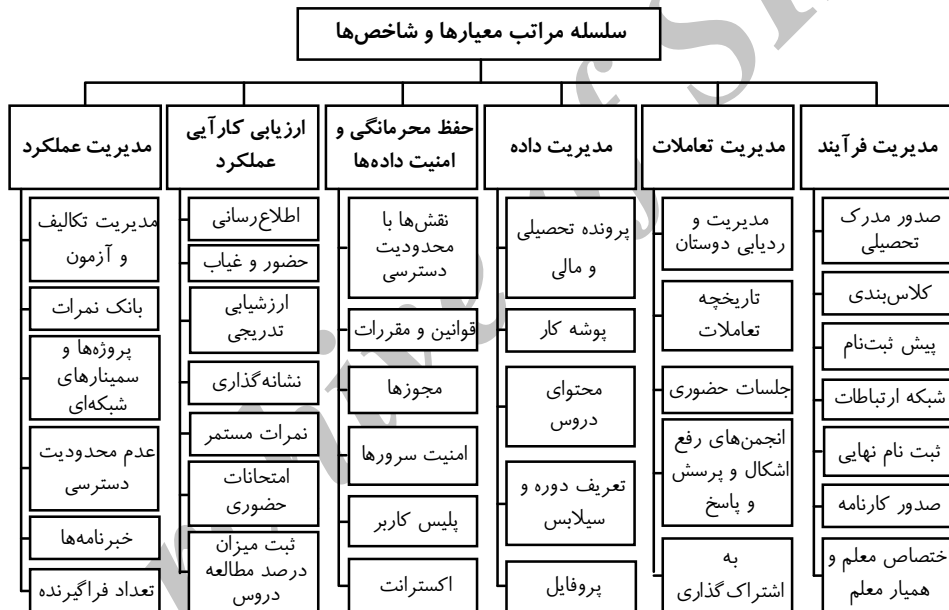 سلسله مراتب معیارها و شاخص‌ها
مدیریت فرآیند
صدور مدرک
تحصیلی
کلاس‌بندی
پیش ثبت‌نام
شبکه ارتباطات
ثبت نام نهایی
صدور کارنامه
ختصاص معلم و
همیار معلم
مدیریت تعاملات
مدیریت و
ردیابی دوستان
تاریخچه
تعاملات
جلسات حضوری
انجمن‌های رفع
اشکال و پرسش
و پاسخ
به
اشتراک‌گذاری
مدیریت داده
پرونده تحصیلی
و مالی
پوشه کار
محتوای
دروس
تعریف دوره و
سیلابس
پروفایل
حفظ محرمانگی و
امنیت داده‌ها
نقش‌ها با
محدودیت
دسترسی
قوانین و مقررات
مجوزها
امنیت سرورها
پلیس کاربر
اکسترانت
ارزیابی کارآیی
عملکرد
اطلاع‌رسانی
حضور و غیاب
ارزشیابی
تدریجی
نشانه‌گذاری
نمرات مستمر
امتحانات
حضوری
ثبت میزان
درصد مطالعه
دروس
مدیریت عملکرد
مدیریت تکالیف
و آزمون
بانک نمرات
پروژه‌ها و
سمینارهای
شبکه‌ای
عدم محدودیت
دسترسی
خبرنامه‌ها
تعداد فراگیرنده